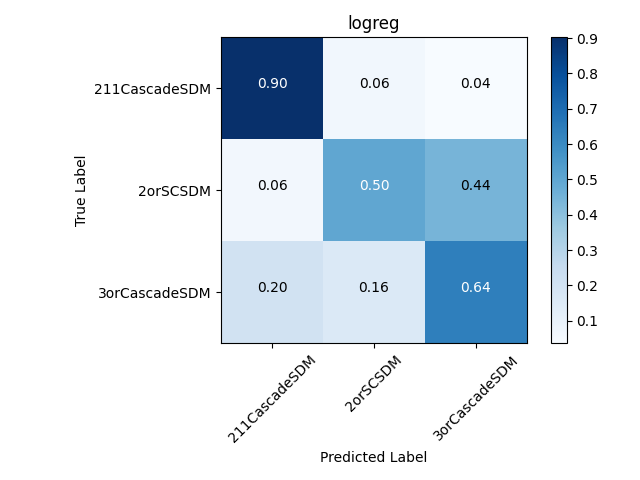 logreg
211CascadeSDM
0.90 0.06 0.04
2orSCSDM
0.06 0.50 0.44
3orCascadeSDM
0.20 0.16 0.64
True Label
211CascadeSDM
2orSCSDM
3orCascadeSDM
Predicted Label
0.9
0.8
0.7
0.6
0.5
0.4
0.3
0.2
0.1